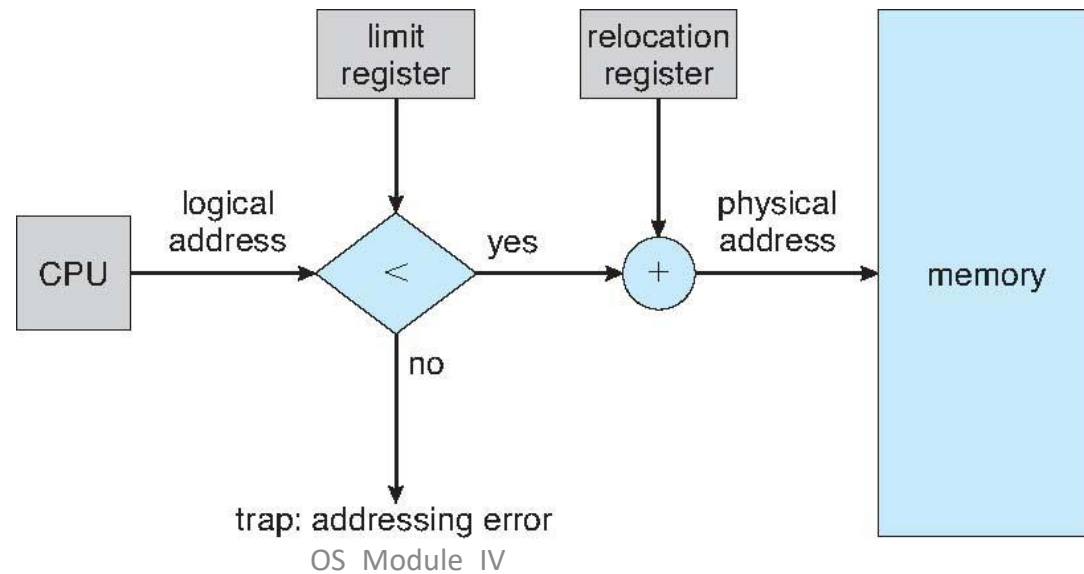 limit
register
relocation
register
logical
address
physical
address
CPU
<
yes
+
memory
no
trap: addressing error
OS Module IV